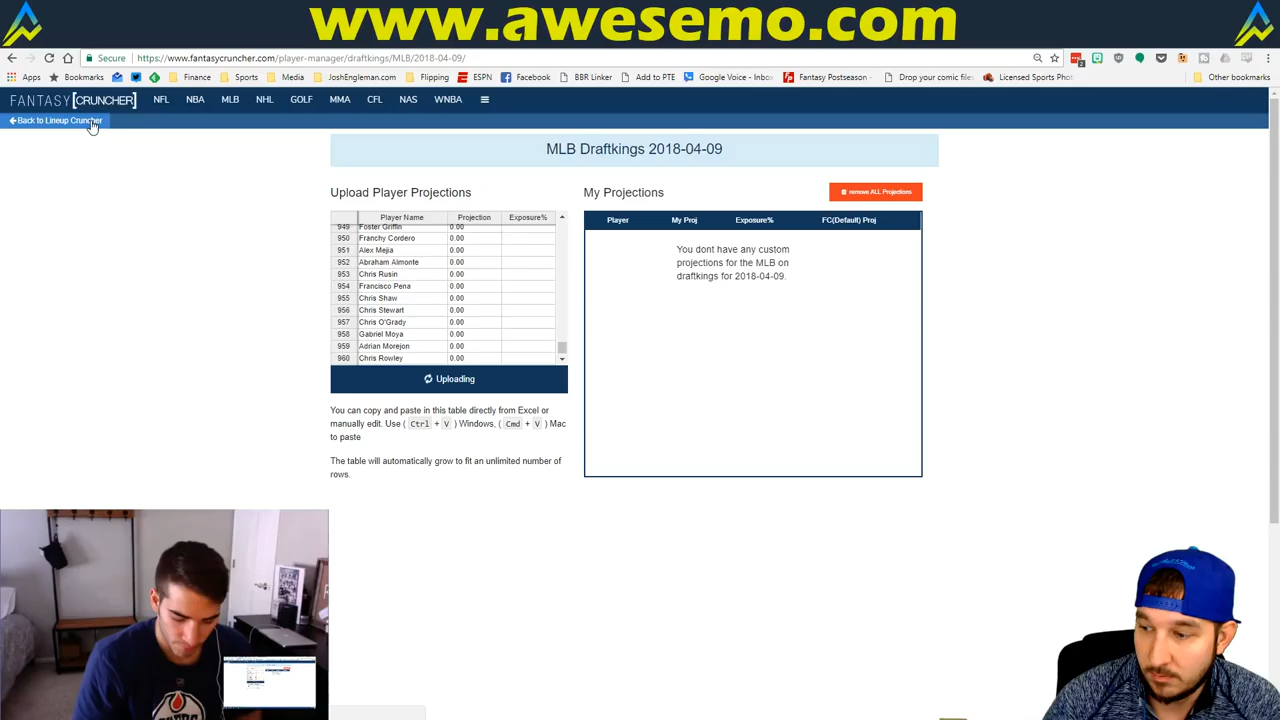 www.awesemo.com
Secure https://www.fantasycruncher.com/player-manager/draftkings/MLB/2018-04-09/
Apps Bookmarks Finance Sports Media JoshEngleman.com Flipping ESPN Facebook BBR Linker Add to PTE Google Voice - Inbox Fantasy Postseason - Drop your comic files Licensed Sports Phot Other bookmarks
FANTASY [CRUNCHER] NFL NBA MLB NHL GOLF MMA CFL NAS WNBA
Back to Lineup Cruncher
MLB Draftkings 2018-04-09
Upload Player Projections
My Projections
remove ALL Projections
Player Name Projection Exposure%
949 Foster Griffin 0.00
950 Franchy Cordero 0.00
951 Alex Mejia 0.00
952 Abraham Almonte 0.00
953 Chris Rusin 0.00
954 Francisco Pena 0.00
955 Chris Shaw 0.00
956 Chris Stewart 0.00
957 Chris O'Grady 0.00
958 Gabriel Moya 0.00
959 Adrian Morejon 0.00
960 Chris Rowley 0.00
Uploading
You can copy and paste in this table directly from Excel or
manually edit. Use ( Ctrl + V ) Windows, ( Cmd + V ) Mac
to paste
The table will automatically grow to fit an unlimited number of
rows.
Player My Proj Exposure% FC(Default) Proj
You dont have any custom
projections for the MLB on
draftkings for 2018-04-09.